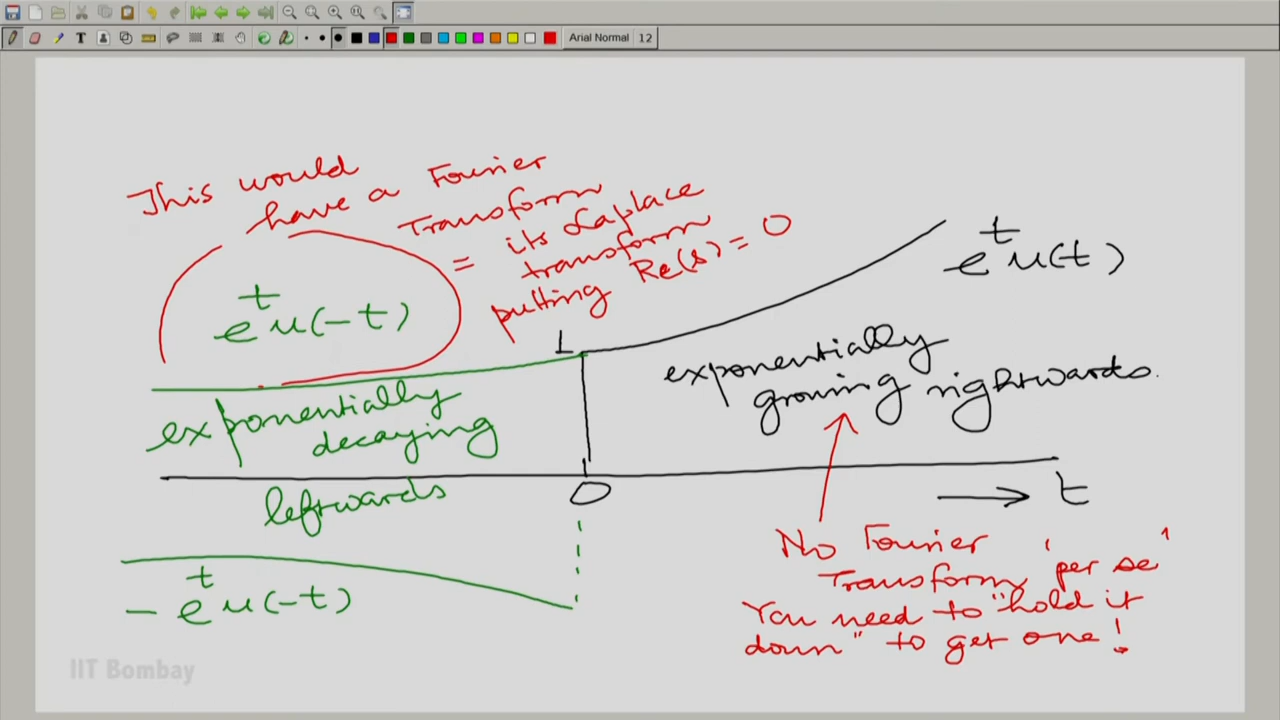 Arial Normal 12
This would
have a Fourier
Transform
= its Laplace
transform
putting Re(s) = 0
e^t u(-t)
e^t u(t)
1
exponentially
growing rightwards.
exponentially
decaying
leftwards
0
t
- e^t u(-t)
No Fourier
Transform 'per se'
You need to "hold it
down" to get one!
IIT Bombay